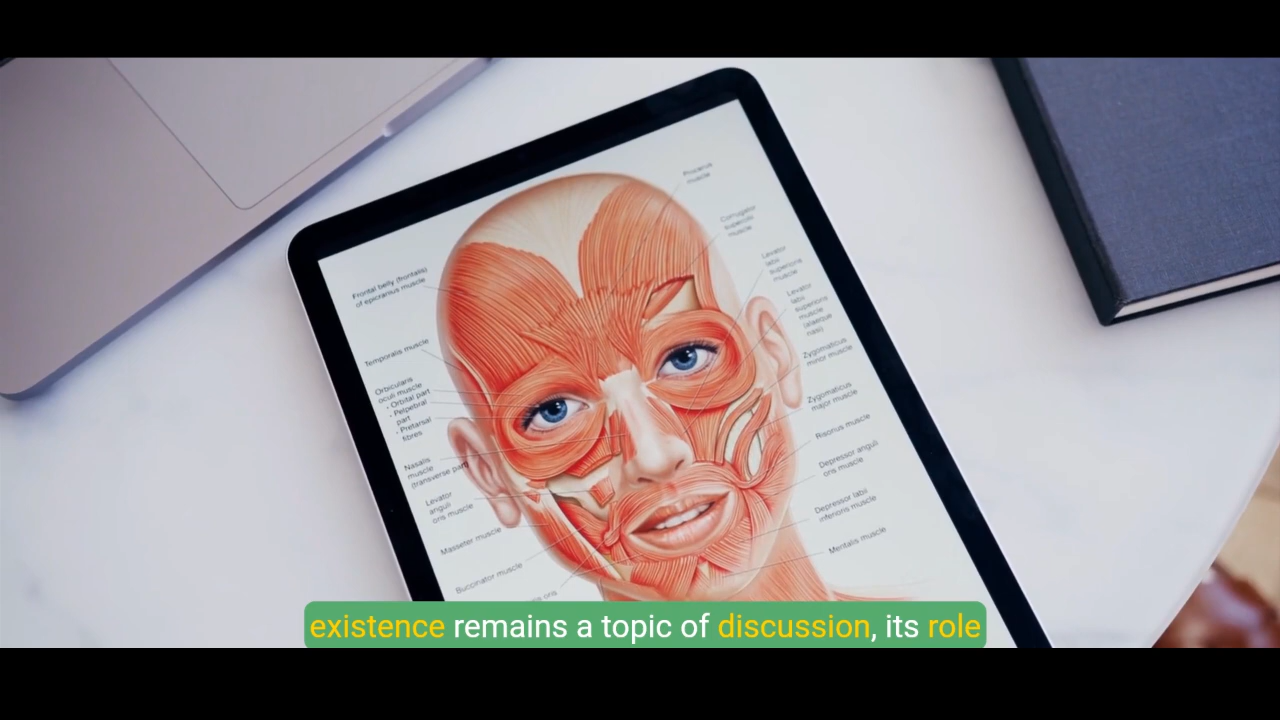 Procerus
muscle
Corrugator
supercilii
muscle
Levator
labii
superioris
muscle
Levator
labii
superioris
muscle
(alaeque
nasi)
Zygomaticus
minor muscle
Zygomaticus
major muscle
Risorius muscle
Depressor anguli
oris muscle
Depressor labii
inferioris muscle
Mentalis muscle
Frontal belly (frontalis)
of epicranius muscle
Temporalis muscle
Orbicularis
oculi muscle
- Orbital part
- Palpebral
part
- Pretarsal
fibres
Nasalis
muscle
(transverse part)
Levator
anguli
oris muscle
Masseter muscle
Buccinator muscle
oris
existence remains a topic of discussion, its role